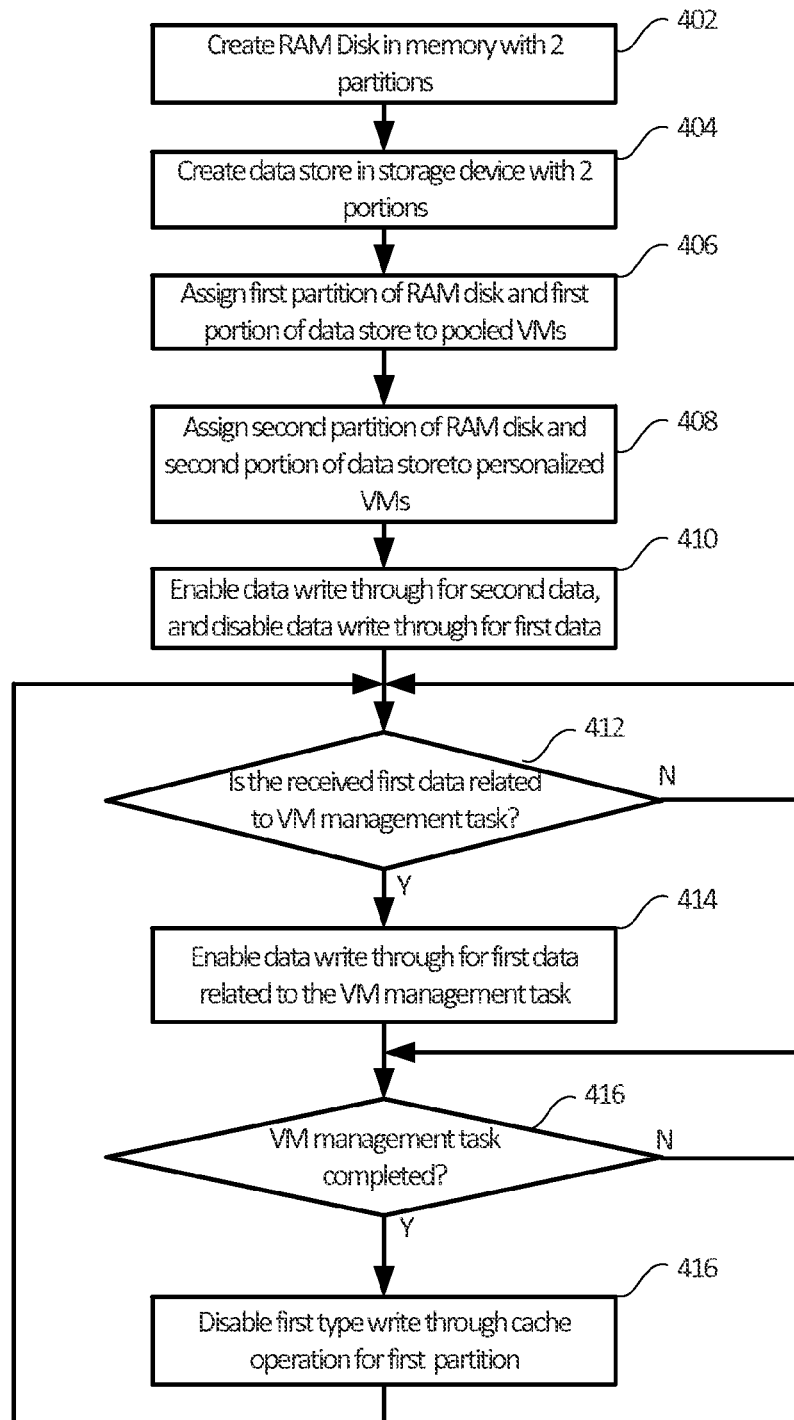 402
Create RAM Disk in memory with 2
partitions
404
Create data store in storage device with 2
portions
406
Assign first partition of RAM disk and first
portion of data store to pooled VMs
408
Assign second partition of RAM disk and
second portion of data storeto personalized
VMs
410
Enable data write through for second data,
and disable data write through for first data
412
Is the received first data related
to VM management task?
N
Y
414
Enable data write through for first data
related to the VM management task
416
VM management task
completed?
N
Y
416
Disable first type write through cache
operation for first partition